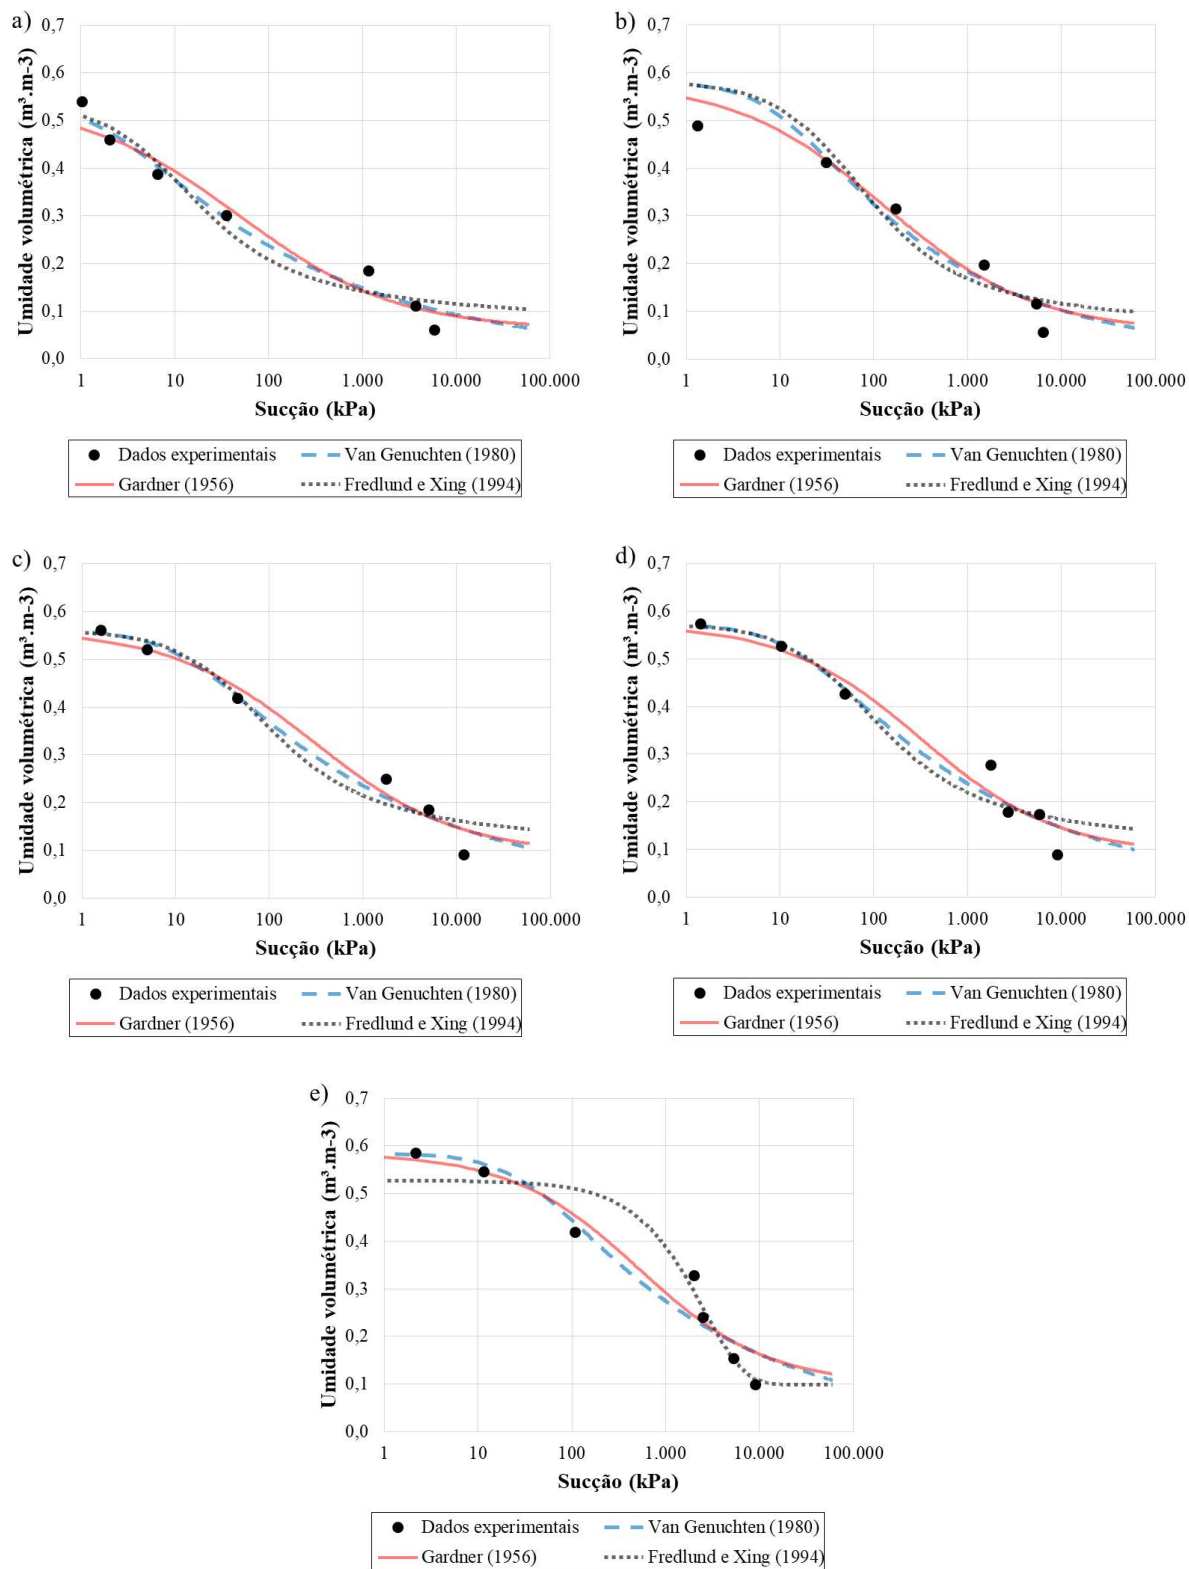 a)
0,7
0,6
0,5
0,4
0,3
0,2
0,1
0,0
Umidade volumétrica (m³.m-3)
1 10 100 1.000 10.000 100.000
Sucção (kPa)
Dados experimentais Van Genuchten (1980)
Gardner (1956) Fredlund e Xing (1994)
b)
0,7
0,6
0,5
0,4
0,3
0,2
0,1
0,0
Umidade volumétrica (m³.m-3)
1 10 100 1.000 10.000 100.000
Sucção (kPa)
Dados experimentais Van Genuchten (1980)
Gardner (1956) Fredlund e Xing (1994)
c)
0,7
0,6
0,5
0,4
0,3
0,2
0,1
0,0
Umidade volumétrica (m³.m-3)
1 10 100 1.000 10.000 100.000
Sucção (kPa)
Dados experimentais Van Genuchten (1980)
Gardner (1956) Fredlund e Xing (1994)
d)
0,7
0,6
0,5
0,4
0,3
0,2
0,1
0,0
Umidade volumétrica (m³.m-3)
1 10 100 1.000 10.000 100.000
Sucção (kPa)
Dados experimentais Van Genuchten (1980)
Gardner (1956) Fredlund e Xing (1994)
e)
0,7
0,6
0,5
0,4
0,3
0,2
0,1
0,0
Umidade volumétrica (m³.m-3)
1 10 100 1.000 10.000 100.000
Sucção (kPa)
Dados experimentais Van Genuchten (1980)
Gardner (1956) Fredlund e Xing (1994)